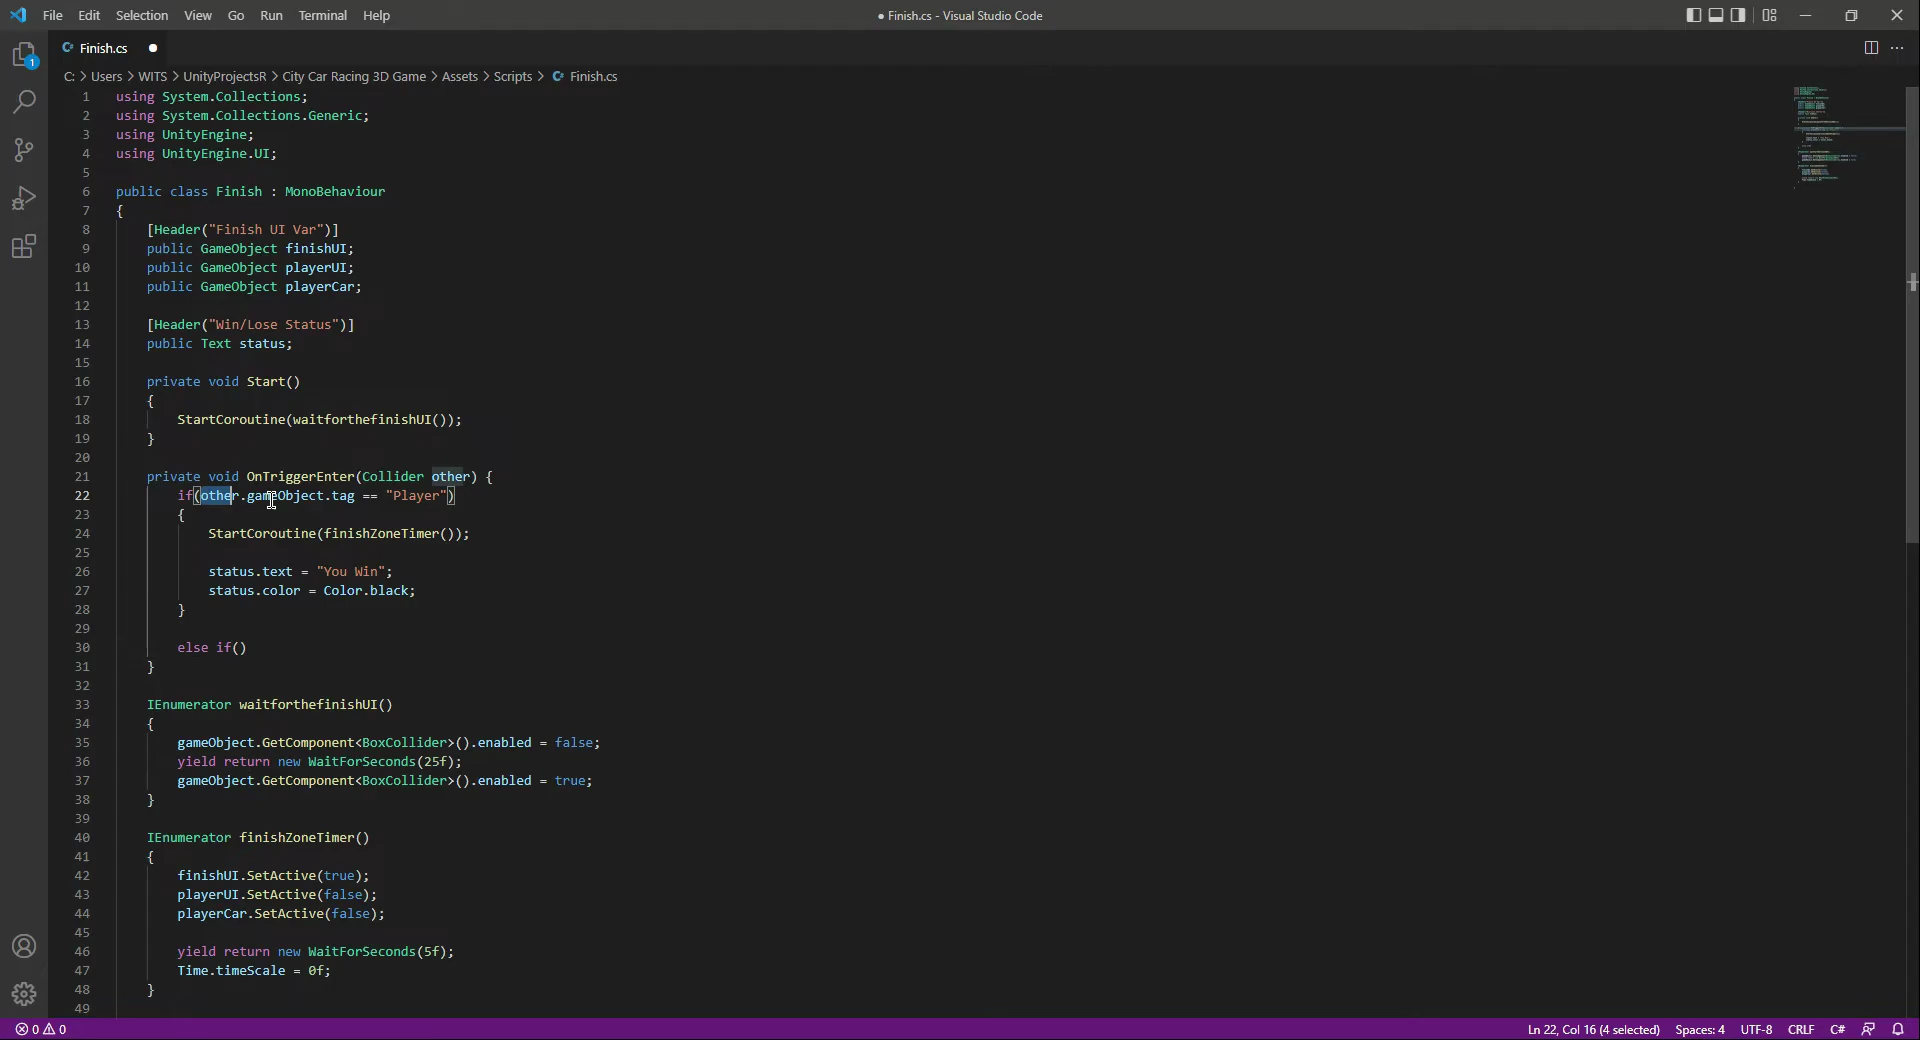 File Edit Selection View Go Run Terminal Help
● Finish.cs - Visual Studio Code
Finish.cs ●
C: > Users > WITS > UnityProjectsR > City Car Racing 3D Game > Assets > Scripts > Finish.cs
1 using System.Collections;
2 using System.Collections.Generic;
3 using UnityEngine;
4 using UnityEngine.UI;
5
6 public class Finish : MonoBehaviour
7 {
8 [Header("Finish UI Var")]
9 public GameObject finishUI;
10 public GameObject playerUI;
11 public GameObject playerCar;
12
13 [Header("Win/Lose Status")]
14 public Text status;
15
16 private void Start()
17 {
18 StartCoroutine(waitforthefinishUI());
19 }
20
21 private void OnTriggerEnter(Collider other) {
22 if(other.gameObject.tag == "Player")
23 {
24 StartCoroutine(finishZoneTimer());
25
26 status.text = "You Win";
27 status.color = Color.black;
28 }
29
30 else if()
31 }
32
33 IEnumerator waitforthefinishUI()
34 {
35 gameObject.GetComponent<BoxCollider>().enabled = false;
36 yield return new WaitForSeconds(25f);
37 gameObject.GetComponent<BoxCollider>().enabled = true;
38 }
39
40 IEnumerator finishZoneTimer()
41 {
42 finishUI.SetActive(true);
43 playerUI.SetActive(false);
44 playerCar.SetActive(false);
45
46 yield return new WaitForSeconds(5f);
47 Time.timeScale = 0f;
48 }
49
1
0 0
Ln 22, Col 16 (4 selected) Spaces: 4 UTF-8 CRLF C#